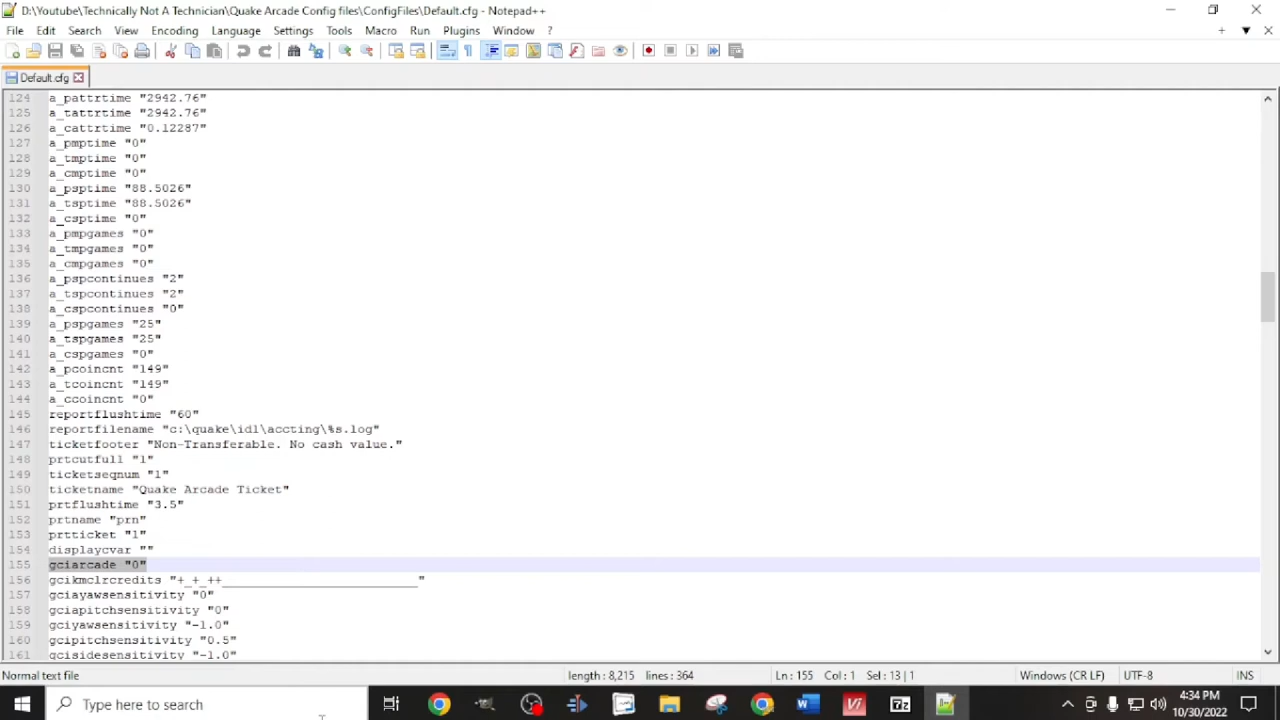 D:\Youtube\Technically Not A Technician\Quake Arcade Config files\ConfigFiles\Default.cfg - Notepad++
File Edit Search View Encoding Language Settings Tools Macro Run Plugins Window ?
Default.cfg
124 a_pattrtime "2942.76"
125 a_tattrtime "2942.76"
126 a_cattrtime "0.12287"
127 a_pmptime "0"
128 a_tmptime "0"
129 a_cmptime "0"
130 a_psptime "88.5026"
131 a_tsptime "88.5026"
132 a_csptime "0"
133 a_pmpgames "0"
134 a_tmpgames "0"
135 a_cmpgames "0"
136 a_pspcontinues "2"
137 a_tspcontinues "2"
138 a_cspcontinues "0"
139 a_pspgames "25"
140 a_tspgames "25"
141 a_cspgames "0"
142 a_pcoincnt "149"
143 a_tcoincnt "149"
144 a_ccoincnt "0"
145 reportflushtime "60"
146 reportfilename "c:\quake\idl\accting\%s.log"
147 ticketfooter "Non-Transferable. No cash value."
148 prtcutfull "1"
149 ticketseqnum "1"
150 ticketname "Quake Arcade Ticket"
151 prtflushtime "3.5"
152 prtname "prn"
153 prtticket "1"
154 displaycvar ""
155 gciarcade "0"
156 gcikmclrcredits "+_+_++__________________________"
157 gciayawsensitivity "0"
158 gciapitchsensitivity "0"
159 gciyawsensitivity "-1.0"
160 gcipitchsensitivity "0.5"
161 gcisidesensitivity "-1.0"
Normal text file length : 8,215 lines : 364 Ln : 155 Col : 1 Sel : 13 | 1 Windows (CR LF) UTF-8 INS
Type here to search
4:34 PM
10/30/2022